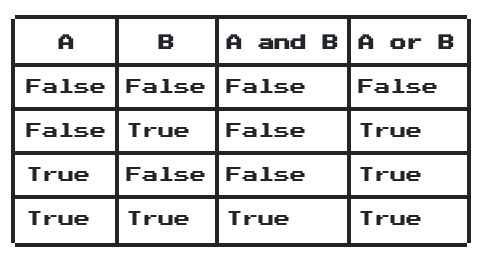 A B A and B A or B
False False False False
False True False True
True False False True
True True True True